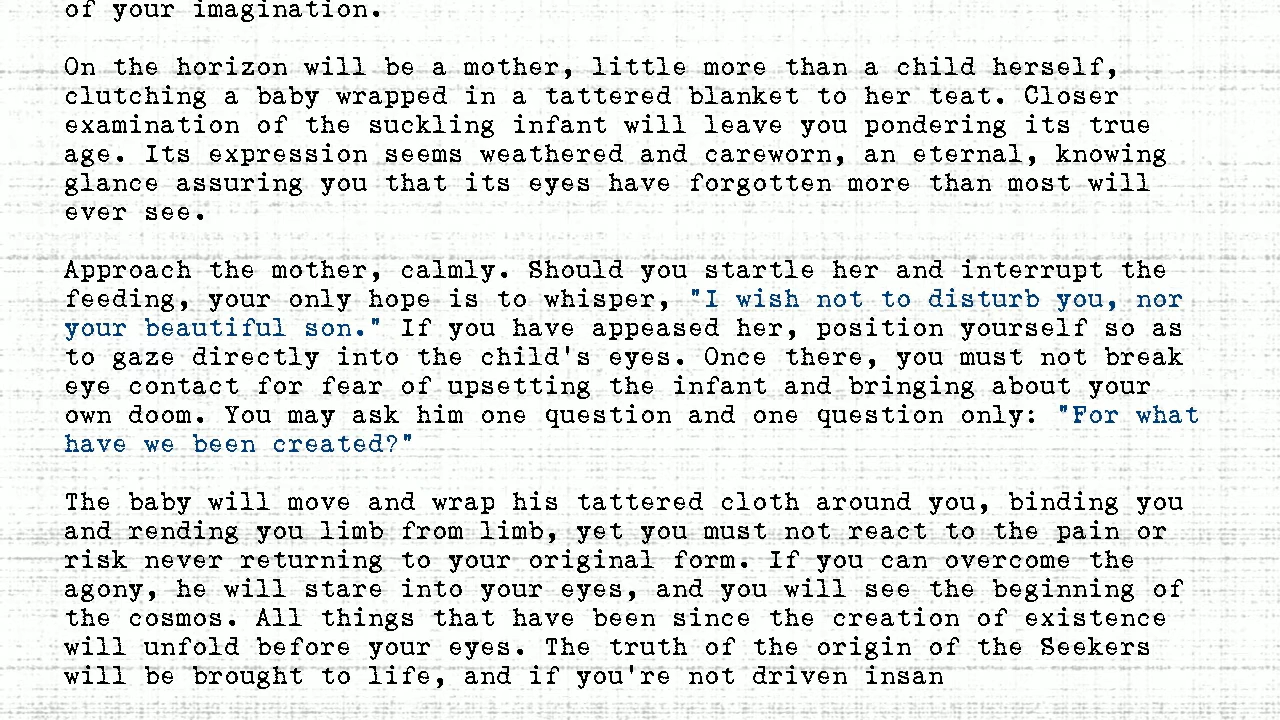 of your imagination.
On the horizon will be a mother, little more than a child herself,
clutching a baby wrapped in a tattered blanket to her teat. Closer
examination of the suckling infant will leave you pondering its true
age. Its expression seems weathered and careworn, an eternal, knowing
glance assuring you that its eyes have forgotten more than most will
ever see.
Approach the mother, calmly. Should you startle her and interrupt the
feeding, your only hope is to whisper, "I wish not to disturb you, nor
your beautiful son." If you have appeased her, position yourself so as
to gaze directly into the child's eyes. Once there, you must not break
eye contact for fear of upsetting the infant and bringing about your
own doom. You may ask him one question and one question only: "For what
have we been created?"
The baby will move and wrap his tattered cloth around you, binding you
and rending you limb from limb, yet you must not react to the pain or
risk never returning to your original form. If you can overcome the
agony, he will stare into your eyes, and you will see the beginning of
the cosmos. All things that have been since the creation of existence
will unfold before your eyes. The truth of the origin of the Seekers
will be brought to life, and if you're not driven insan